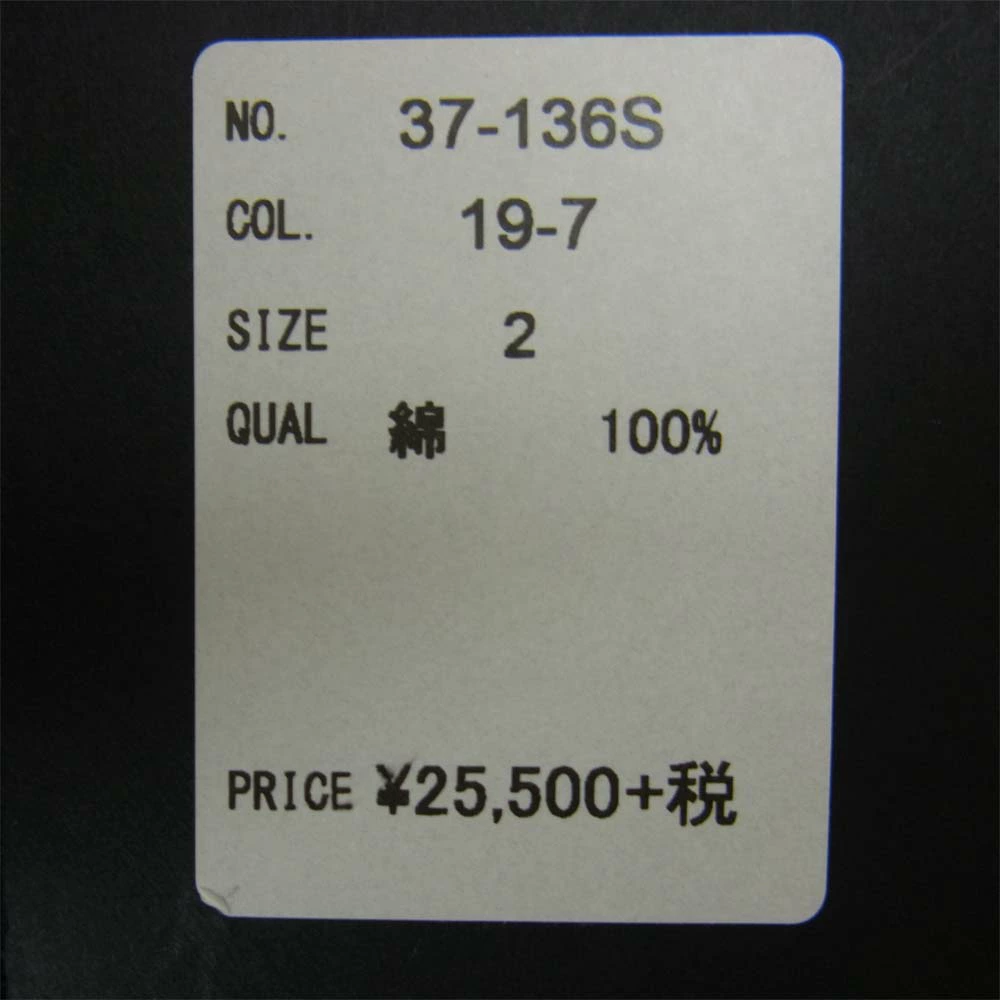 NO. 37-136S
COL. 19-7
SIZE 2
QUAL 綿 100%
PRICE ¥25,500+税